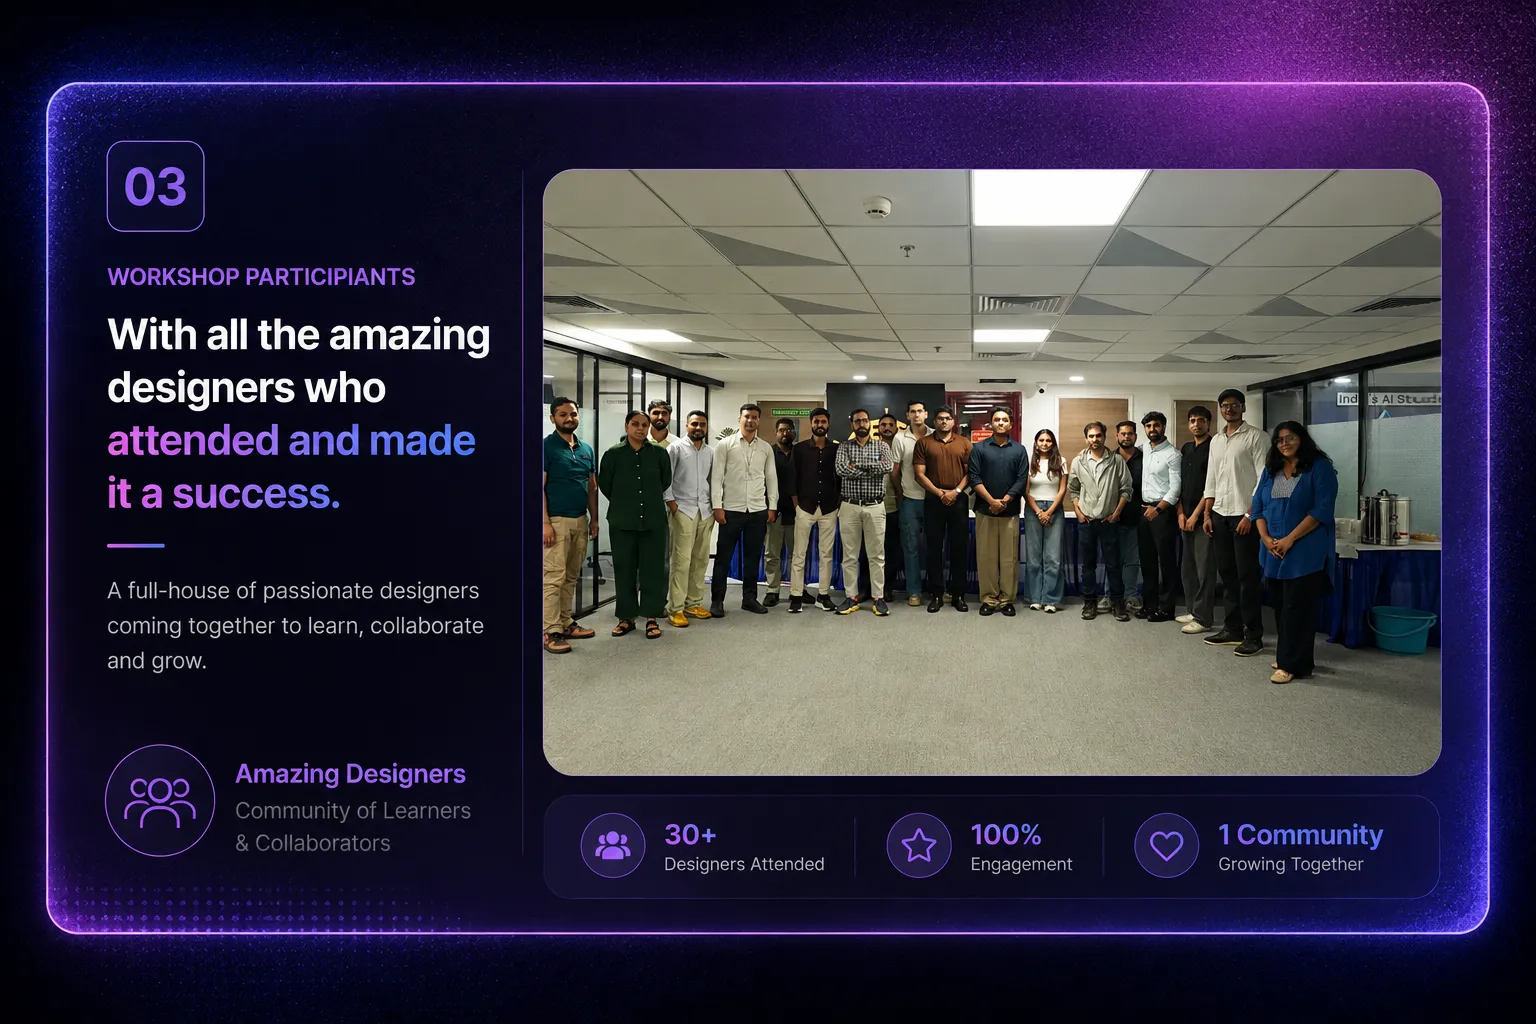 03
WORKSHOP PARTICIPANTS
With all the amazing
designers who
attended and made
it a success.
A full-house of passionate designers
coming together to learn, collaborate
and grow.
Amazing Designers
Community of Learners
& Collaborators
30+
Designers Attended
100%
Engagement
1 Community
Growing Together